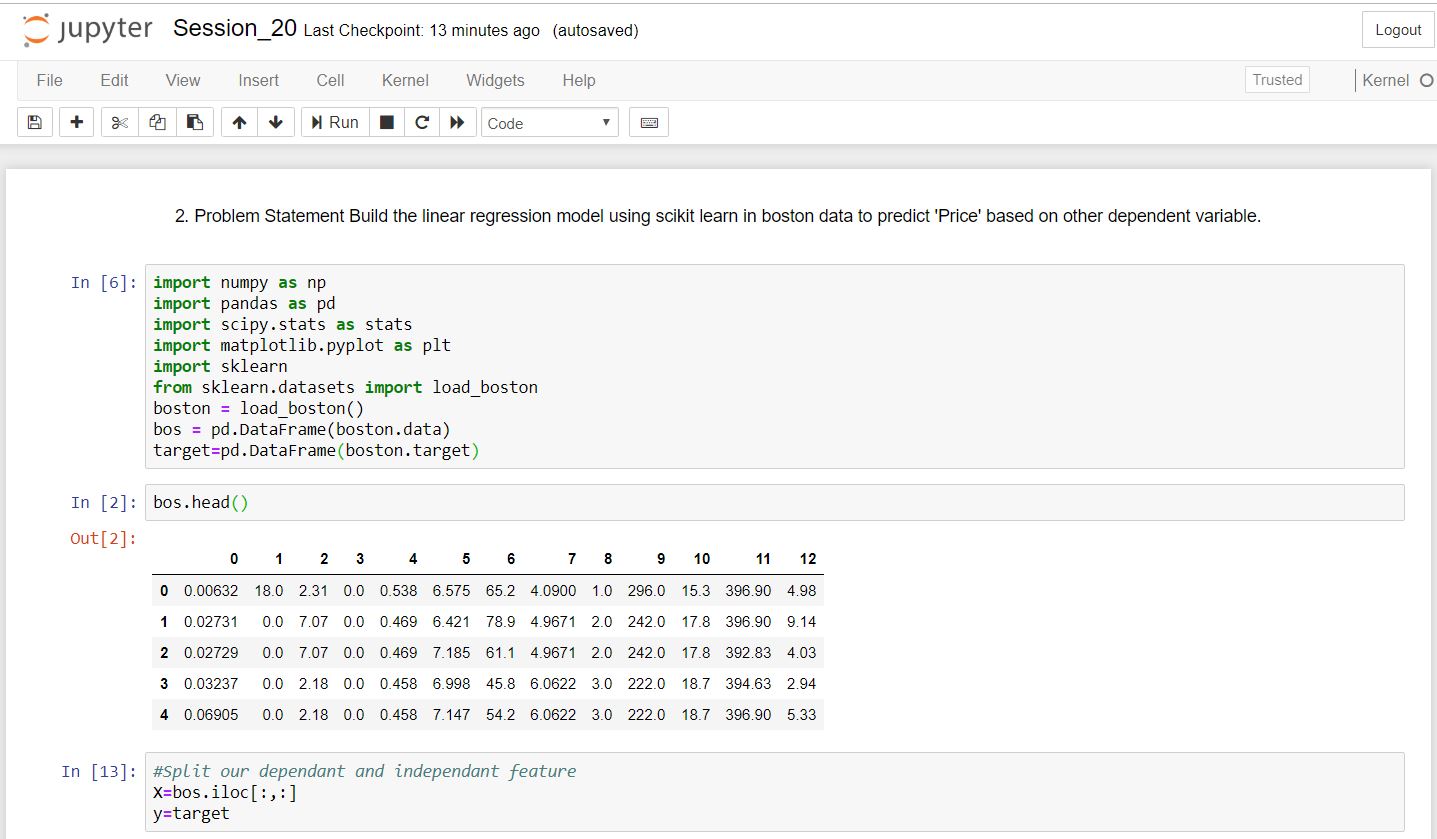 jupyter Session_20 Last Checkpoint: 13 minutes ago (autosaved) Logout
File Edit View Insert Cell Kernel Widgets Help Trusted Kernel
Run Code
2. Problem Statement Build the linear regression model using scikit learn in boston data to predict 'Price' based on other dependent variable.
In [6]: import numpy as np
import pandas as pd
import scipy.stats as stats
import matplotlib.pyplot as plt
import sklearn
from sklearn.datasets import load_boston
boston = load_boston()
bos = pd.DataFrame(boston.data)
target=pd.DataFrame(boston.target)
In [2]: bos.head()
Out[2]:
0 1 2 3 4 5 6 7 8 9 10 11 12
0 0.00632 18.0 2.31 0.0 0.538 6.575 65.2 4.0900 1.0 296.0 15.3 396.90 4.98
1 0.02731 0.0 7.07 0.0 0.469 6.421 78.9 4.9671 2.0 242.0 17.8 396.90 9.14
2 0.02729 0.0 7.07 0.0 0.469 7.185 61.1 4.9671 2.0 242.0 17.8 392.83 4.03
3 0.03237 0.0 2.18 0.0 0.458 6.998 45.8 6.0622 3.0 222.0 18.7 394.63 2.94
4 0.06905 0.0 2.18 0.0 0.458 7.147 54.2 6.0622 3.0 222.0 18.7 396.90 5.33
In [13]: #Split our dependant and independant feature
X=bos.iloc[:,:]
y=target